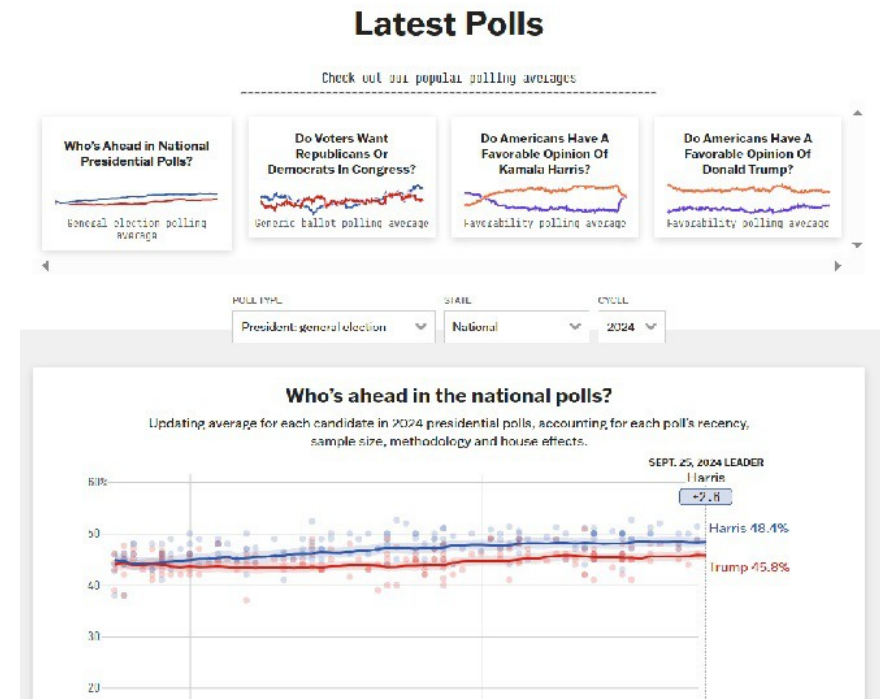 Latest Polls
Check out our popular polling averages
Who's Ahead in National
Presidential Polls?
General election polling
average
Do Voters Want
Republicans Or
Democrats In Congress?
Generic ballot polling average
Do Americans Have A
Favorable Opinion Of
Kamala Harris?
Favorability polling average
Do Americans Have A
Favorable Opinion Of
Donald Trump?
Favorability polling average
POLL TYPE
STATE
CYCLE
President: general election
National
2024
Who's ahead in the national polls?
Updating average for each candidate in 2024 presidential polls, accounting for each poll's recency,
sample size, methodology and house effects.
SEPT. 25, 2024 LEADER
Harris
+2.6
60%
50
Harris 48.4%
Trump 45.8%
40
30
20